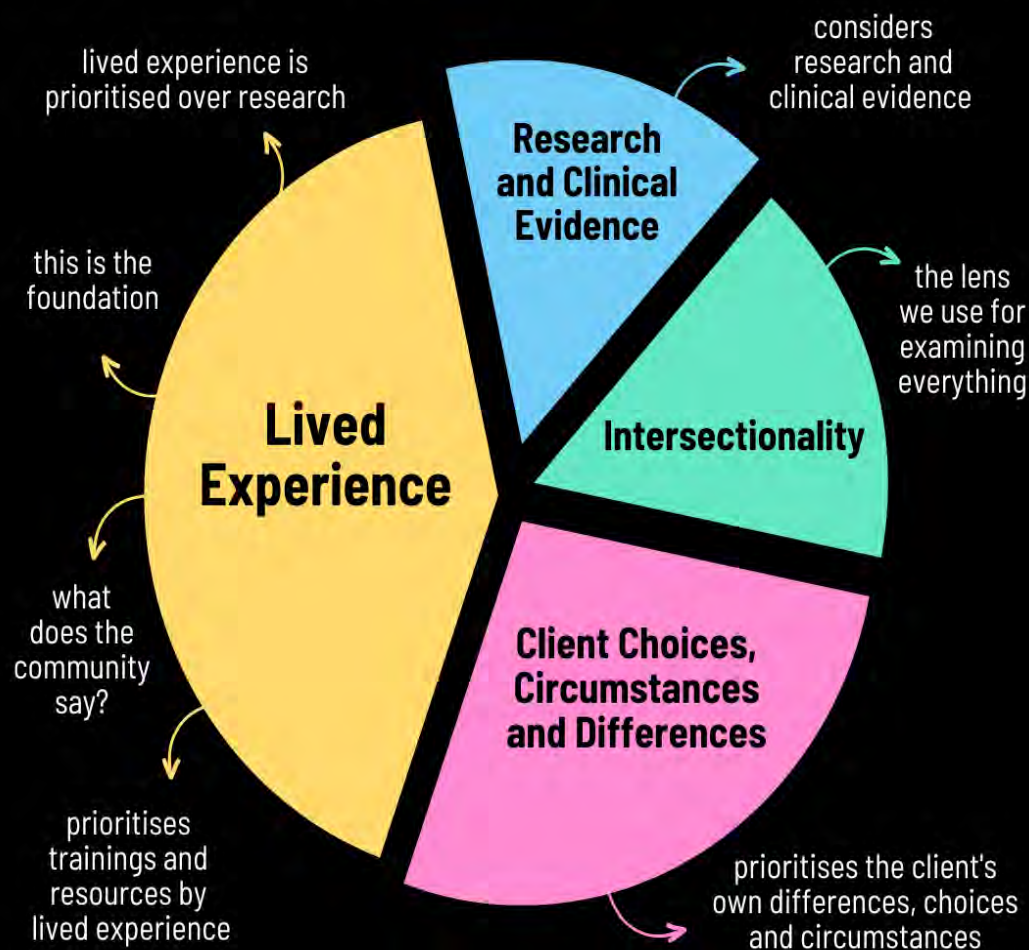 lived experience is
prioritised over research
this is the
foundation
what
does the
community
say?
prioritises
trainings and
resources by
lived experience
Lived
Experience
Research
and Clinical
Evidence
considers
research and
clinical evidence
Intersectionality
the lens
we use for
examining
everything
Client Choices,
Circumstances
and Differences
prioritises the client's
own differences, choices
and circumstances